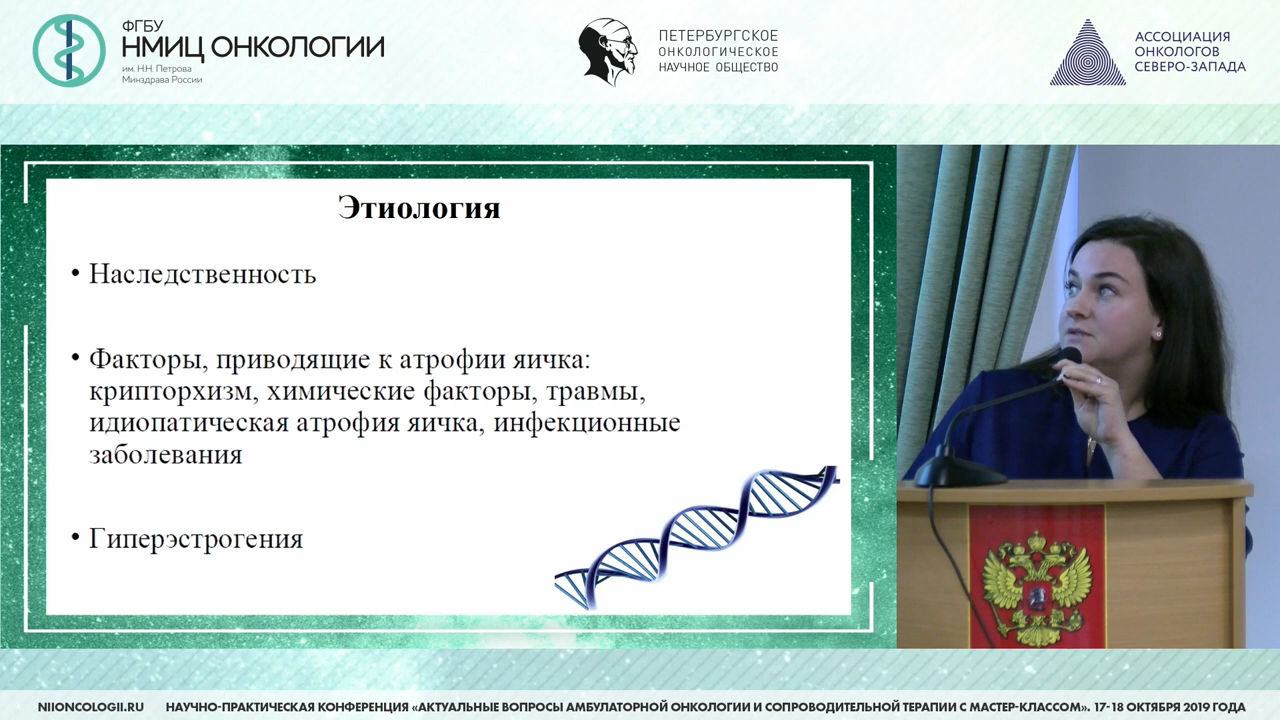 ФГБУ
НМИЦ ОНКОЛОГИИ
им. Н.Н. Петрова
Минздрава России
ПЕТЕРБУРГСКОЕ
ОНКОЛОГИЧЕСКОЕ
НАУЧНОЕ ОБЩЕСТВО
АССОЦИАЦИЯ
ОНКОЛОГОВ
СЕВЕРО-ЗАПАДА
Этиология
• Наследственность
• Факторы, приводящие к атрофии яичка:
крипторхизм, химические факторы, травмы,
идиопатическая атрофия яичка, инфекционные
заболевания
• Гиперэстрогения
NIIONCOLOGII.RU НАУЧНО-ПРАКТИЧЕСКАЯ КОНФЕРЕНЦИЯ «АКТУАЛЬНЫЕ ВОПРОСЫ АМБУЛАТОРНОЙ ОНКОЛОГИИ И СОПРОВОДИТЕЛЬНОЙ ТЕРАПИИ С МАСТЕР-КЛАССОМ». 17-18 ОКТЯБРЯ 2019 ГОДА